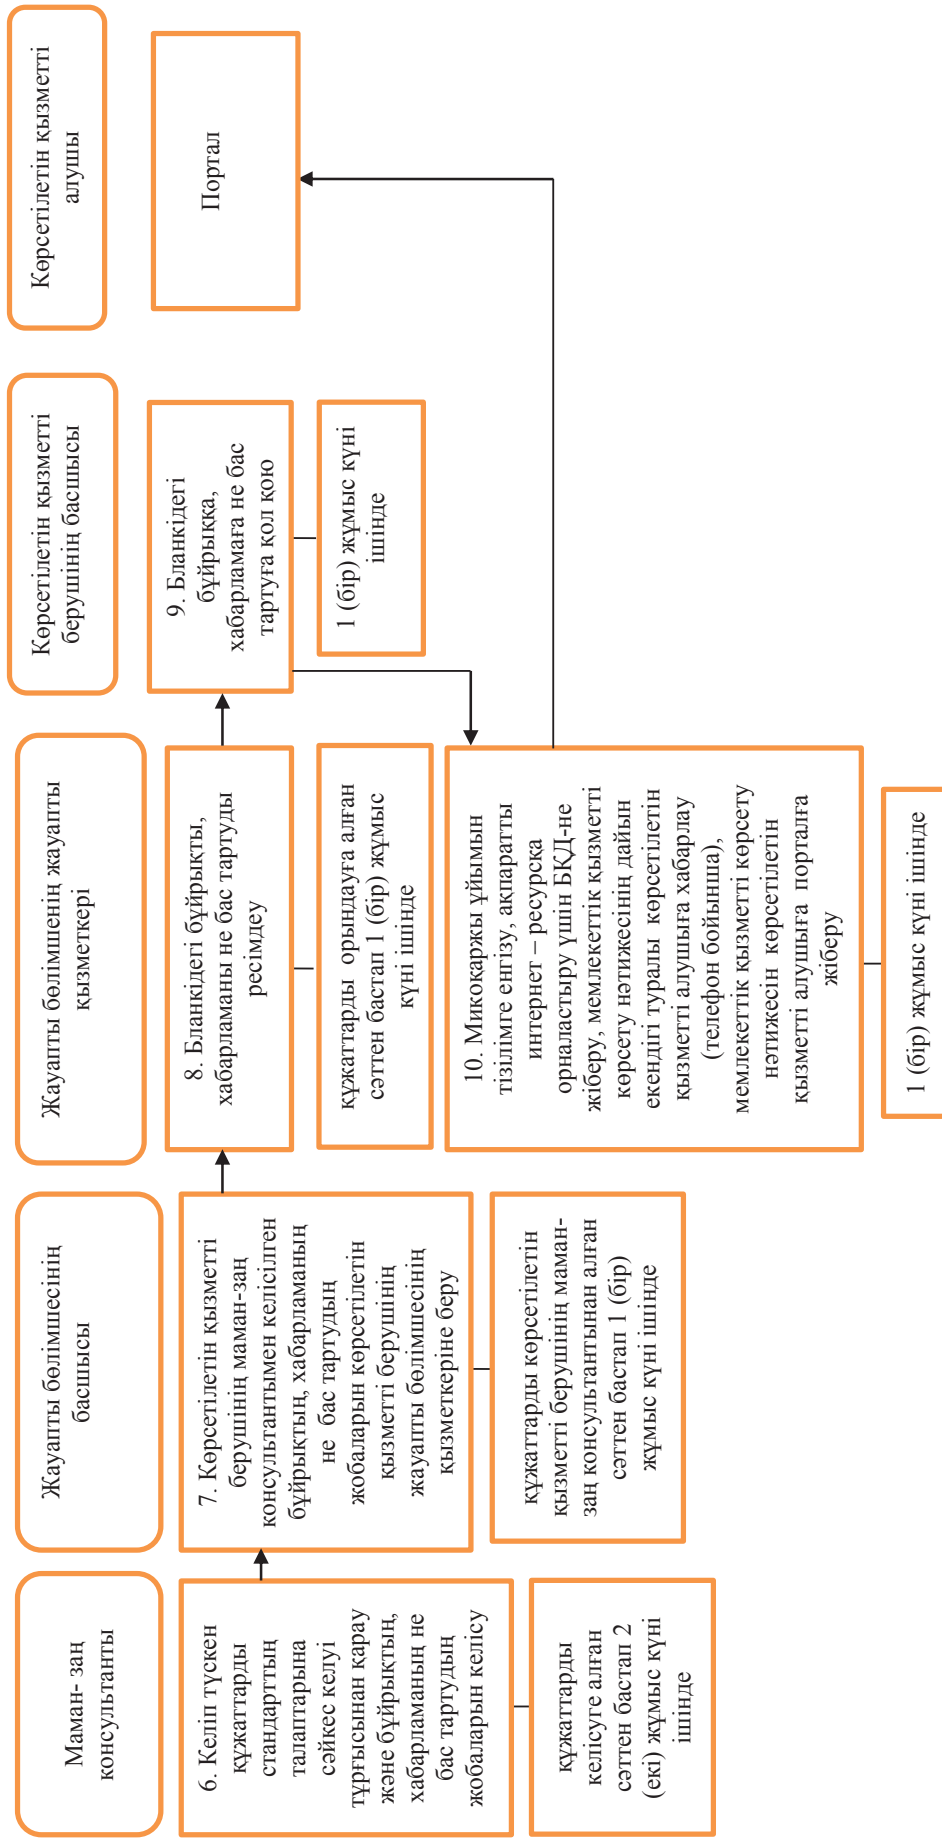 Маман- заң
консультанты
Жауапты бөлімшесінің
басшысы
Жауапты бөлімшенің жауапты
қызметкері
Көрсетілетін қызметті
берушінің басшысы
Көрсетілетін қызметті
алушы
6. Келіп түскен
құжаттарды
стандарттың
талаптарына
сәйкес келуі
тұрғысынан қарау
және бұйрықтың,
хабарламаның не
бас тартудың
жобаларын келісу
құжаттарды
келісуге алған
сәттен бастап 2
(екі) жұмыс күні
ішінде
7. Көрсетілетін қызметті
берушінің маман-заң
консультантымен келісілген
бұйрықтың, хабарламаның
не бас тартудың
жобаларын көрсетілетін
қызметті берушінің
жауапты бөлімшесінің
қызметкеріне беру
құжаттарды көрсетілетін
қызметті берушінің маман-
заң консультантынан алған
сәттен бастап 1 (бір)
жұмыс күні ішінде
8. Бланкідегі бұйрықты,
хабарламаны не бас тартуды
ресімдеу
құжаттарды орындауға алған
сәттен бастап 1 (бір) жұмыс
күні ішінде
9. Бланкідегі
бұйрыққа,
хабарламаға не бас
тартуға қол қою
1 (бір) жұмыс күні
ішінде
10. Микоқаржы ұйымын
тізілімге енгізу, ақпаратты
интернет – ресурсқа
орналастыру үшін БҚД-не
жіберу, мемлекеттік қызметті
көрсету нәтижесінің дайын
екендігі туралы көрсетілетін
қызметті алушыға хабарлау
(телефон бойынша),
мемлекеттік қызметті көрсету
нәтижесін көрсетілетін
қызметті алушыға порталға
жіберу
1 (бір) жұмыс күні ішінде
Портал